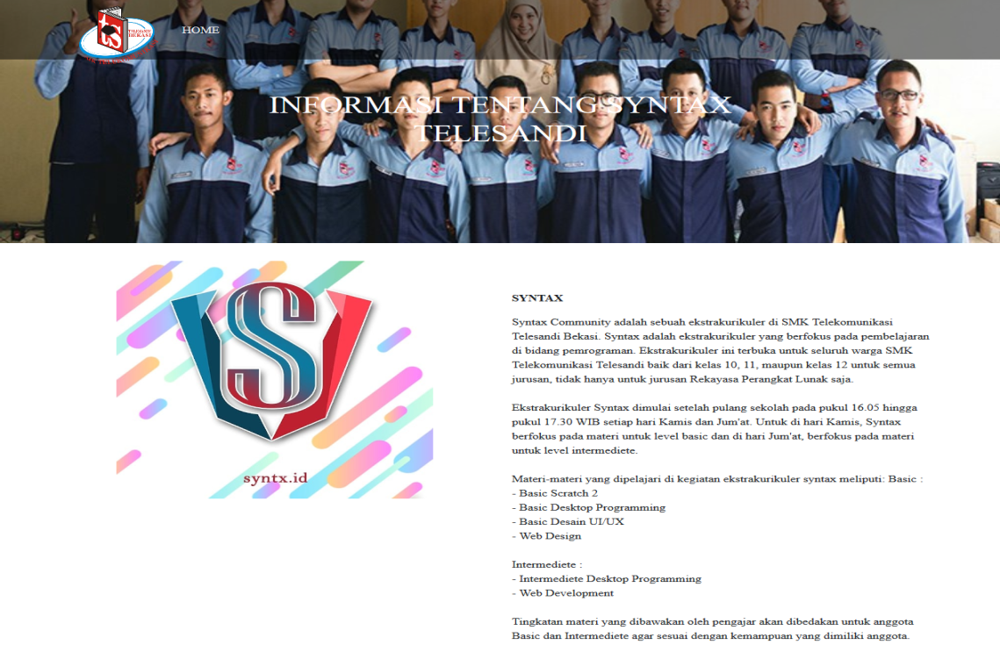 ts
TELESANDI
BEKASI
HOME
INFORMASI TENTANG SYNTAX
TELESANDI
S
syntx.id
SYNTAX
Syntax Community adalah sebuah ekstrakurikuler di SMK Telekomunikasi
Telesandi Bekasi. Syntax adalah ekstrakurikuler yang berfokus pada pembelajaran
di bidang pemrograman. Ekstrakurikuler ini terbuka untuk seluruh warga SMK
Telekomunikasi Telesandi baik dari kelas 10, 11, maupun kelas 12 untuk semua
jurusan, tidak hanya untuk jurusan Rekayasa Perangkat Lunak saja.
Ekstrakurikuler Syntax dimulai setelah pulang sekolah pada pukul 16.05 hingga
pukul 17.30 WIB setiap hari Kamis dan Jum'at. Untuk di hari Kamis, Syntax
berfokus pada materi untuk level basic dan di hari Jum'at, berfokus pada materi
untuk level intermediete.
Materi-materi yang dipelajari di kegiatan ekstrakurikuler syntax meliputi: Basic :
- Basic Scratch 2
- Basic Desktop Programming
- Basic Desain UI/UX
- Web Design
Intermediete :
- Intermediete Desktop Programming
- Web Development
Tingkatan materi yang dibawakan oleh pengajar akan dibedakan untuk anggota
Basic dan Intermediete agar sesuai dengan kemampuan yang dimiliki anggota.